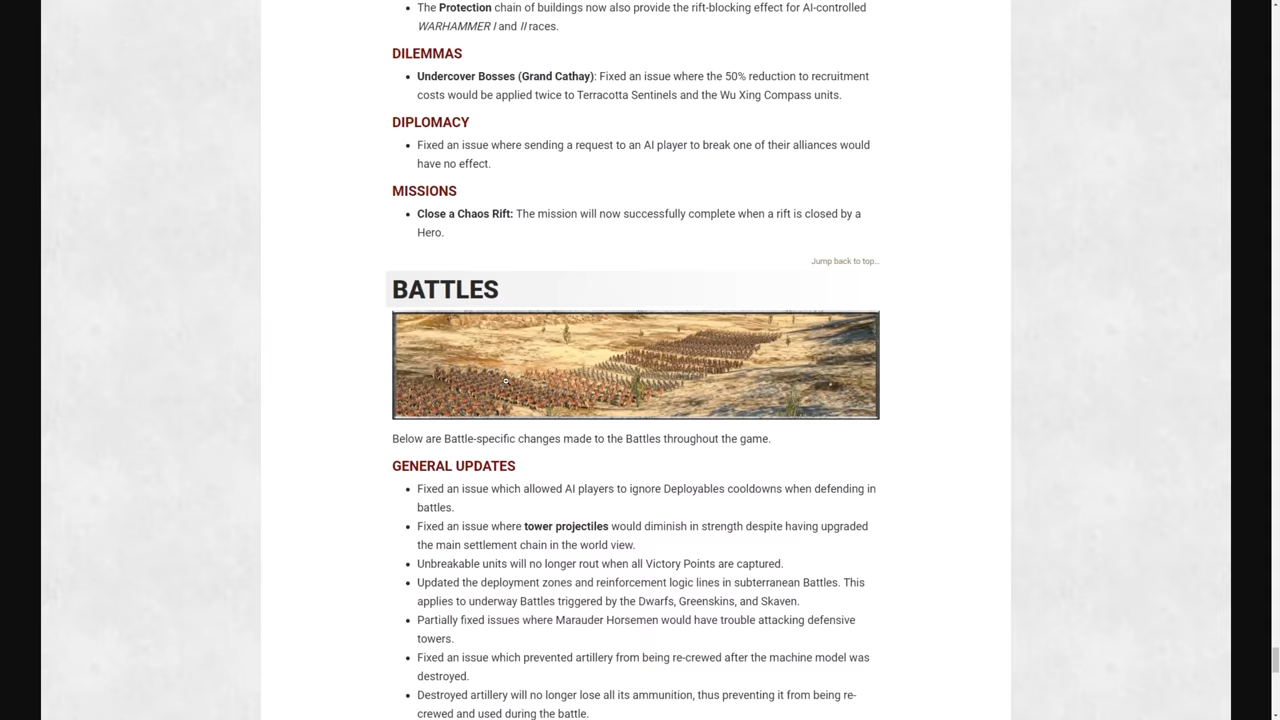 The Protection chain of buildings now also provide the rift-blocking effect for AI-controlled
WARHAMMER I and II races.
DILEMMAS
Undercover Bosses (Grand Cathay): Fixed an issue where the 50% reduction to recruitment
costs would be applied twice to Terracotta Sentinels and the Wu Xing Compass units.
DIPLOMACY
Fixed an issue where sending a request to an AI player to break one of their alliances would
have no effect.
MISSIONS
Close a Chaos Rift: The mission will now successfully complete when a rift is closed by a
Hero.
Jump back to top...
BATTLES
Below are Battle-specific changes made to the Battles throughout the game.
GENERAL UPDATES
Fixed an issue which allowed AI players to ignore Deployables cooldowns when defending in
battles.
Fixed an issue where tower projectiles would diminish in strength despite having upgraded
the main settlement chain in the world view.
Unbreakable units will no longer rout when all Victory Points are captured.
Updated the deployment zones and reinforcement logic lines in subterranean Battles. This
applies to underway Battles triggered by the Dwarfs, Greenskins, and Skaven.
Partially fixed issues where Marauder Horsemen would have trouble attacking defensive
towers.
Fixed an issue which prevented artillery from being re-crewed after the machine model was
destroyed.
Destroyed artillery will no longer lose all its ammunition, thus preventing it from being re-
crewed and used during the battle.